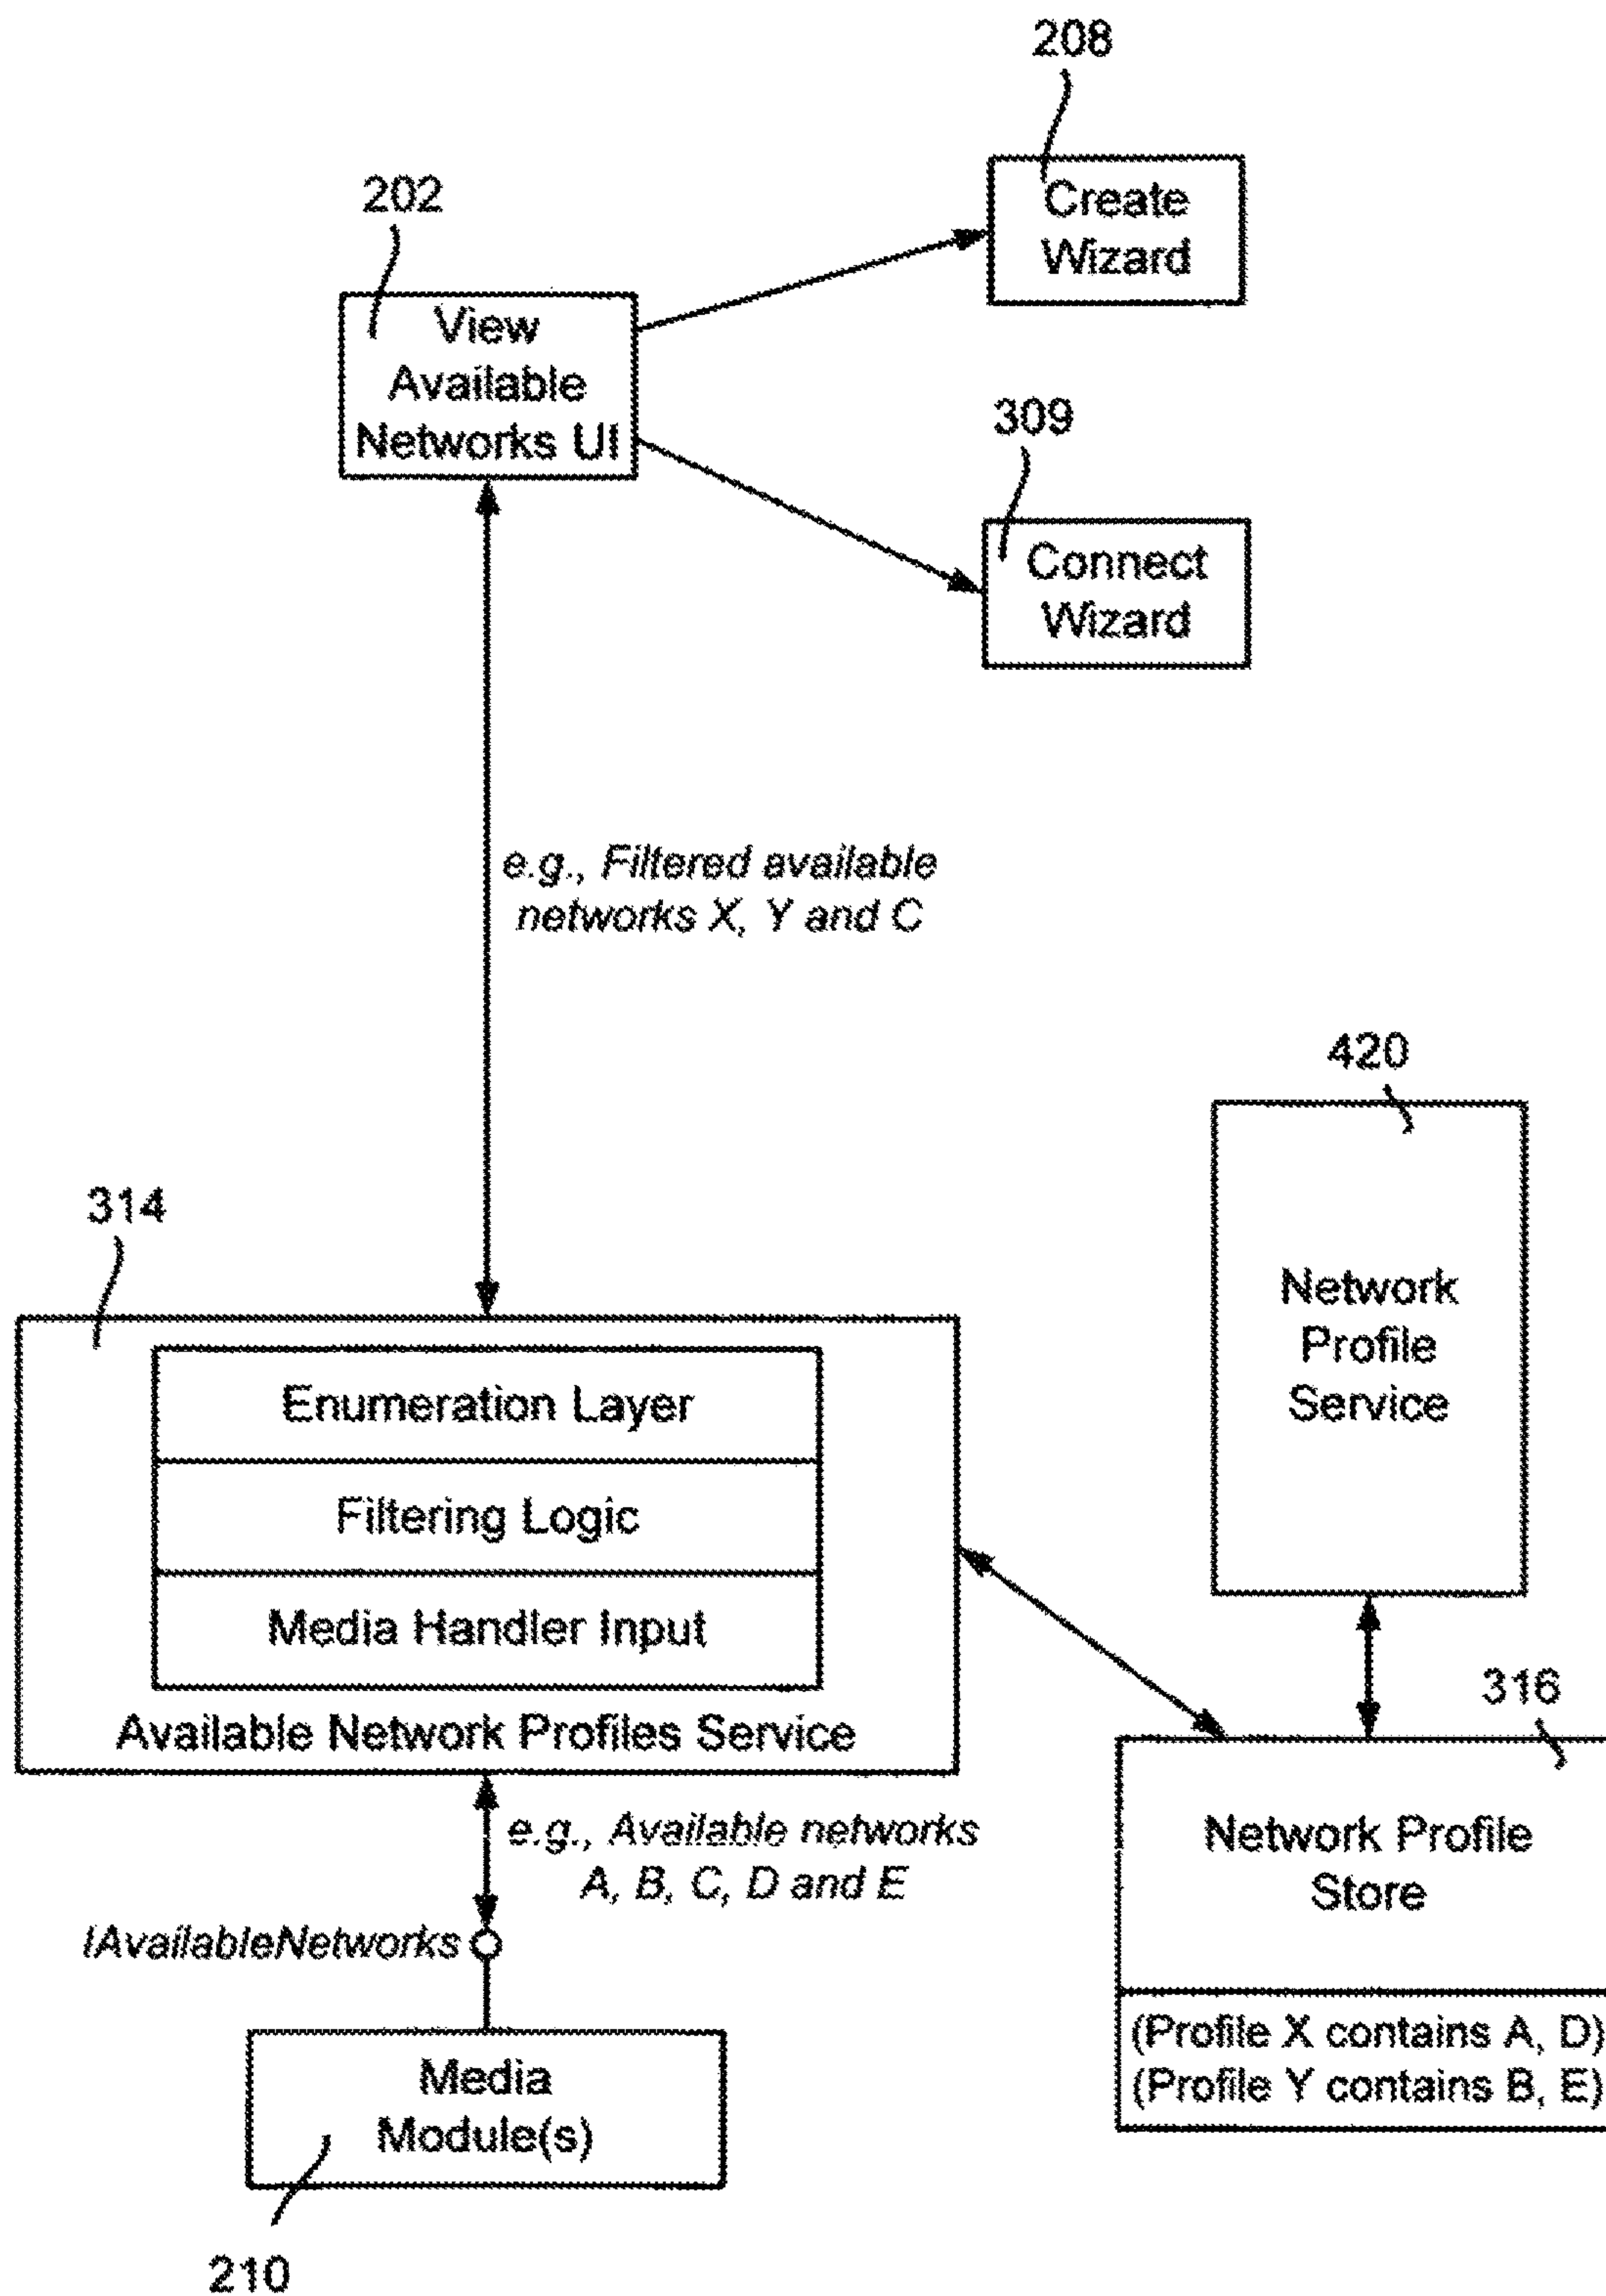 208
Create
Wizard
202
View
Available
Networks UI
309
Connect
Wizard
e.g., Filtered available
networks X, Y and C
420
Network
Profile
Service
314
Enumeration Layer
Filtering Logic
Media Handler Input
Available Network Profiles Service
316
Network Profile
Store
(Profile X contains A, D)
(Profile Y contains B, E)
e.g., Available networks
A, B, C, D and E
IAvailableNetworks
Media
Module(s)
210